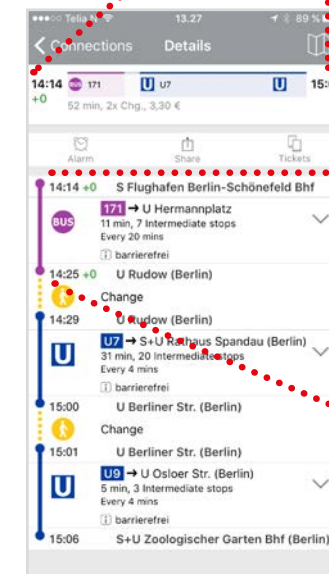 Telia N 13.27 89 %
Connections Details
14:14 BUS 171 U U7 U 15:
+0 52 min, 2x Chg., 3,30 €
Alarm Share Tickets
14:14 +0 S Flughafen Berlin-Schönefeld Bhf
BUS 171 → U Hermannplatz
11 min, 7 Intermediate stops
Every 20 mins
i barrierefrei
14:25 +0 U Rudow (Berlin)
Change
14:29 U Rudow (Berlin)
U U7 → S+U Rathaus Spandau (Berlin)
31 min, 20 Intermediate stops
Every 4 mins
i barrierefrei
15:00 U Berliner Str. (Berlin)
Change
15:01 U Berliner Str. (Berlin)
U U9 → U Osloer Str. (Berlin)
5 min, 3 Intermediate stops
Every 4 mins
i barrierefrei
15:06 S+U Zoologischer Garten Bhf (Berlin)